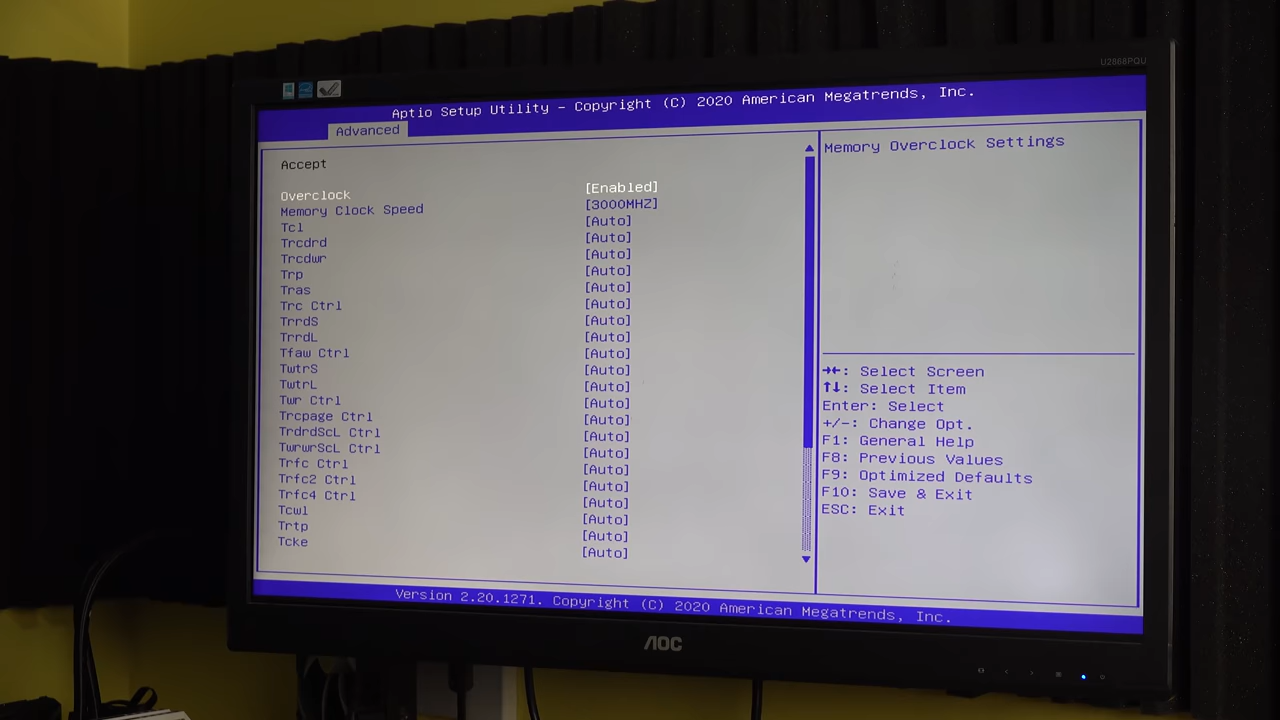 U2868PQU
Aptio Setup Utility – Copyright (C) 2020 American Megatrends, Inc.
Advanced
Accept
Overclock [Enabled]
Memory Clock Speed [3000MHZ]
Tcl [Auto]
Trcdrd [Auto]
Trcdwr [Auto]
Trp [Auto]
Tras [Auto]
Trc Ctrl [Auto]
TrrdS [Auto]
TrrdL [Auto]
Tfaw Ctrl [Auto]
TwtrS [Auto]
TwtrL [Auto]
Twr Ctrl [Auto]
Trcpage Ctrl [Auto]
TrdrdScL Ctrl [Auto]
TwrwrScL Ctrl [Auto]
Trfc Ctrl [Auto]
Trfc2 Ctrl [Auto]
Trfc4 Ctrl [Auto]
Tcwl [Auto]
Trtp [Auto]
Tcke [Auto]
Memory Overclock Settings
→←: Select Screen
↑↓: Select Item
Enter: Select
+/-: Change Opt.
F1: General Help
F8: Previous Values
F9: Optimized Defaults
F10: Save & Exit
ESC: Exit
Version 2.20.1271. Copyright (C) 2020 American Megatrends, Inc.
AOC